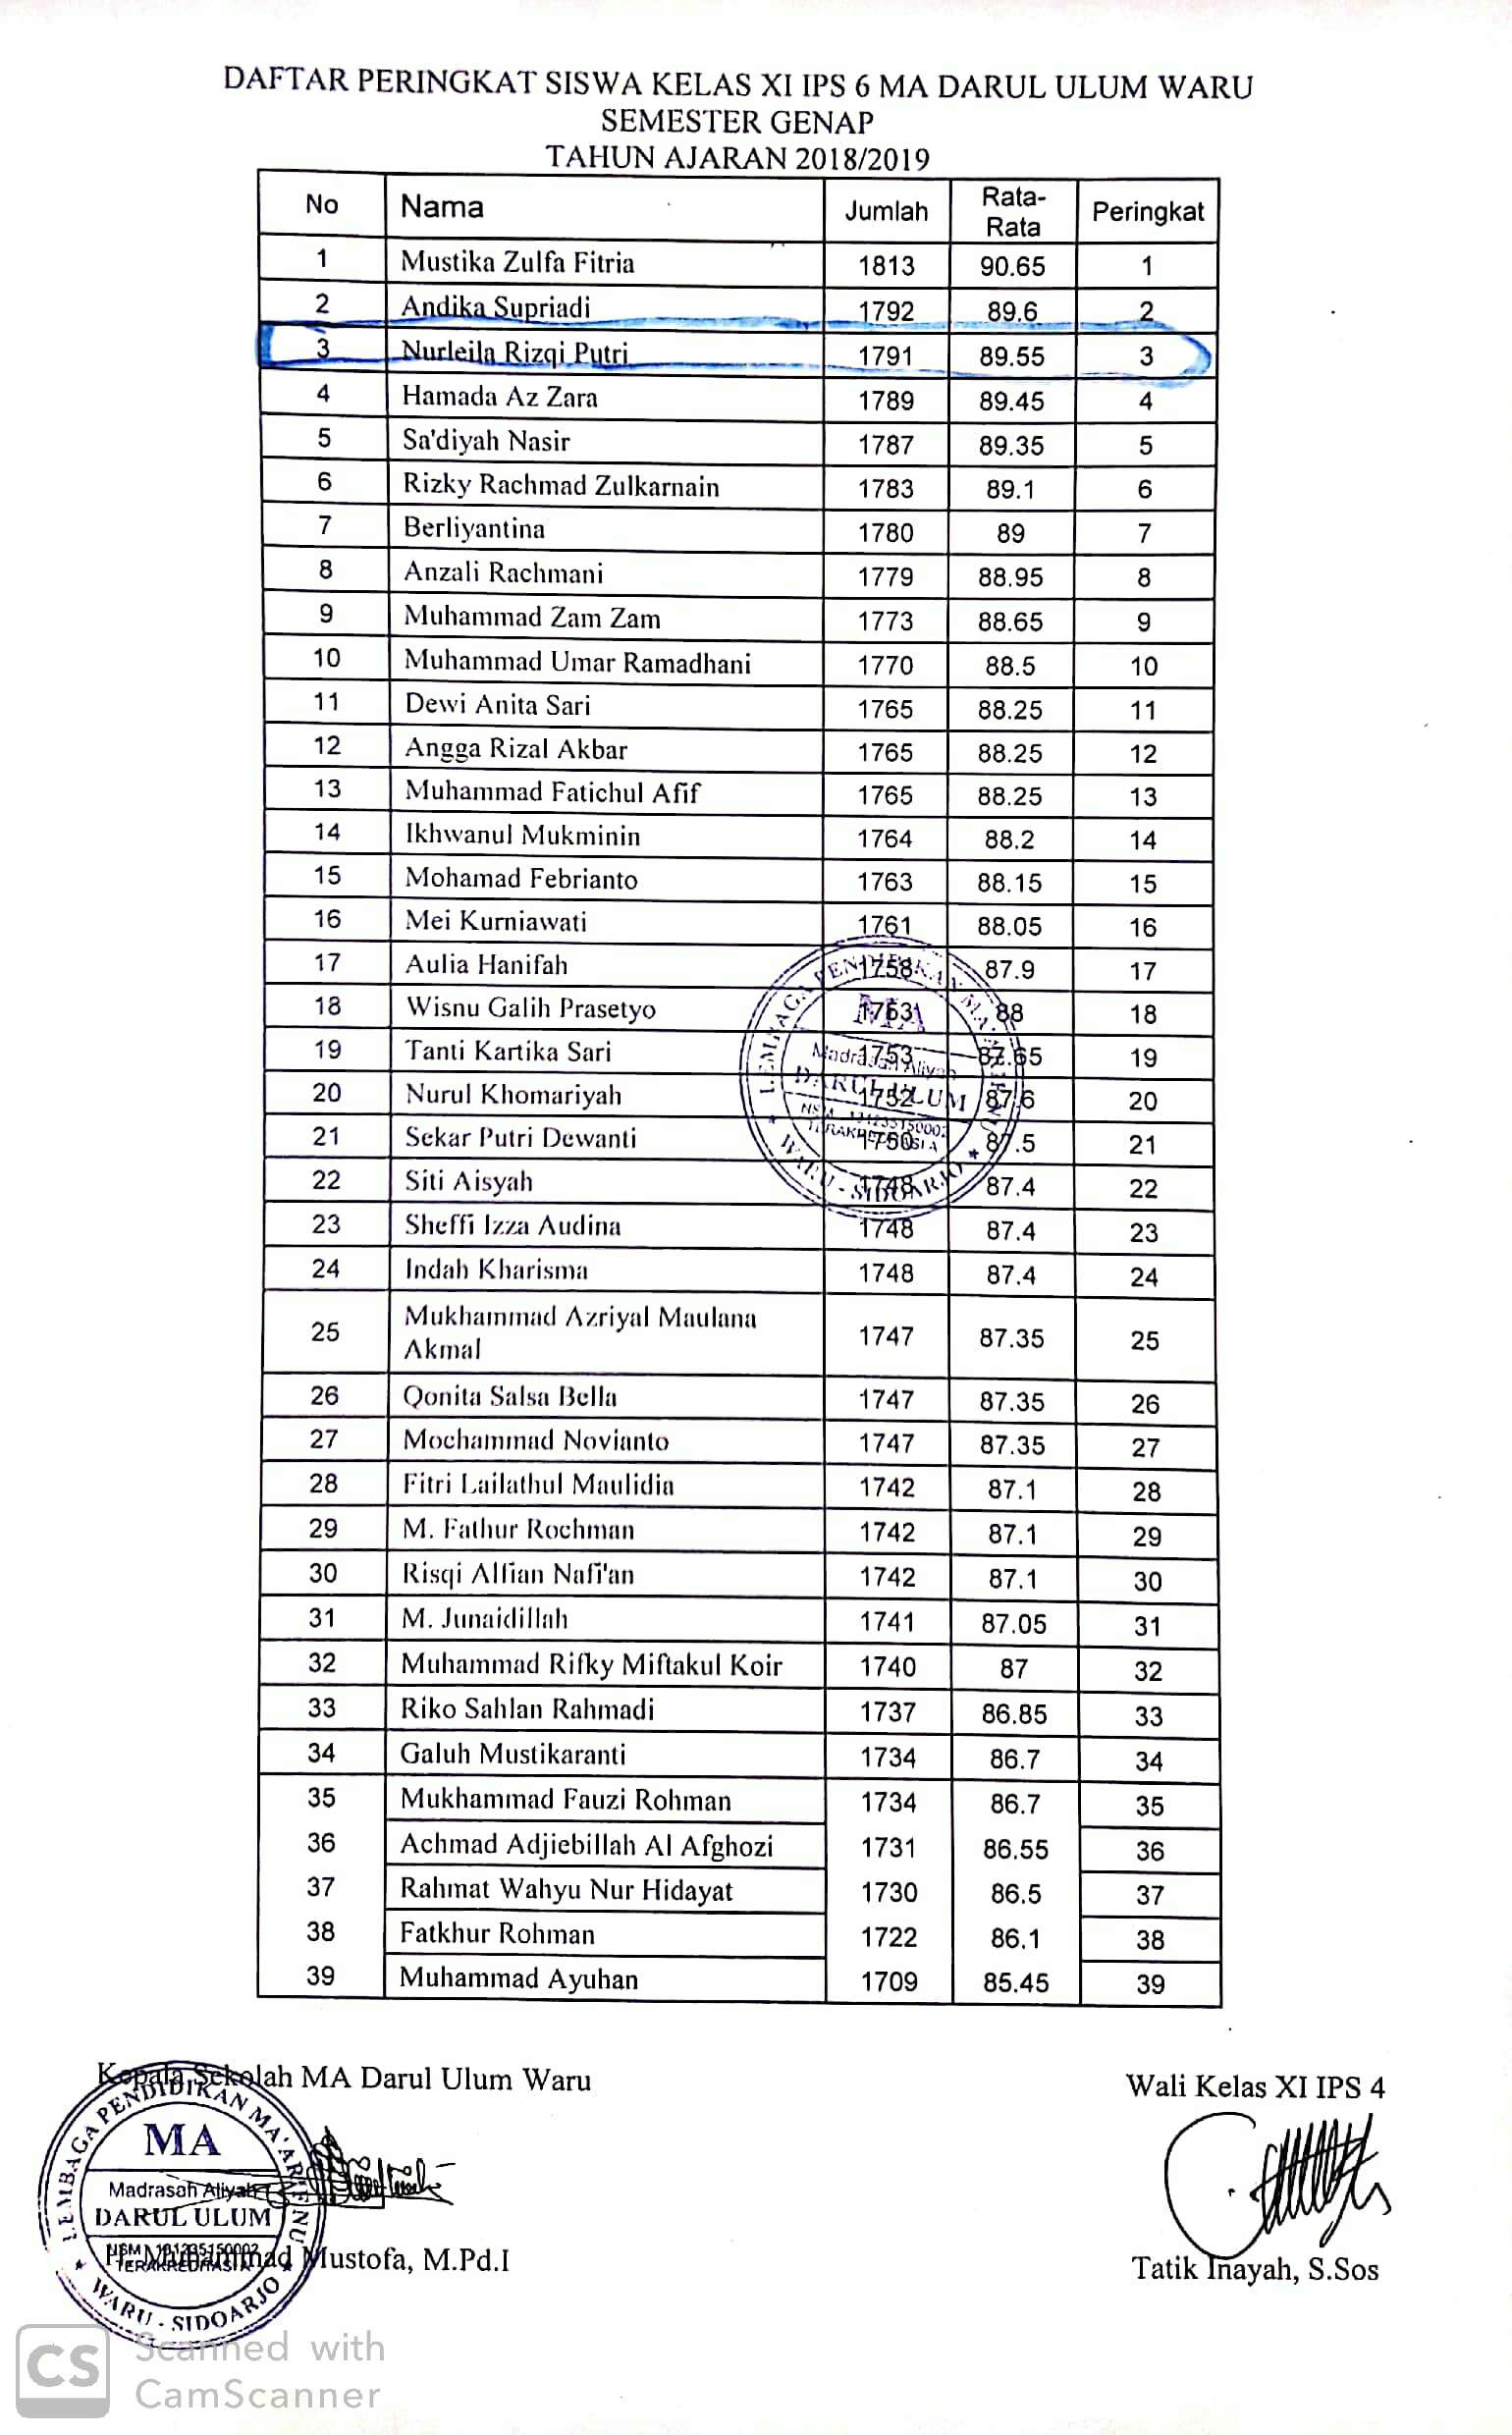 DAFTAR PERINGKAT SISWA KELAS XI IPS 6 MA DARUL ULUM WARU
SEMESTER GENAP
TAHUN AJARAN 2018/2019
No Nama Jumlah Rata-Rata Peringkat
1 Mustika Zulfa Fitria 1813 90.65 1
2 Andika Supriadi 1792 89.6 2
3 Nurleila Rizqi Putri 1791 89.55 3
4 Hamada Az Zara 1789 89.45 4
5 Sa'diyah Nasir 1787 89.35 5
6 Rizky Rachmad Zulkarnain 1783 89.1 6
7 Berliyantina 1780 89 7
8 Anzali Rachmani 1779 88.95 8
9 Muhammad Zam Zam 1773 88.65 9
10 Muhammad Umar Ramadhani 1770 88.5 10
11 Dewi Anita Sari 1765 88.25 11
12 Angga Rizal Akbar 1765 88.25 12
13 Muhammad Fatichul Afif 1765 88.25 13
14 Ikhwanul Mukminin 1764 88.2 14
15 Mohamad Febrianto 1763 88.15 15
16 Mei Kurniawati 1761 88.05 16
17 Aulia Hanifah 1758 87.9 17
18 Wisnu Galih Prasetyo 88 18
19 Tanti Kartika Sari 1753 87.65 19
20 Nurul Khomariyah 1752 87.6 20
21 Sekar Putri Dewanti 1750 87.5 21
22 Siti Aisyah 1748 87.4 22
23 Sheffi Izza Audina 1748 87.4 23
24 Indah Kharisma 1748 87.4 24
25 Mukhammad Azriyal Maulana Akmal 1747 87.35 25
26 Qonita Salsa Bella 1747 87.35 26
27 Mochammad Novianto 1747 87.35 27
28 Fitri Lailathul Maulidia 1742 87.1 28
29 M. Fathur Rochman 1742 87.1 29
30 Risqi Alfian Nafi'an 1742 87.1 30
31 M. Junaidillah 1741 87.05 31
32 Muhammad Rifky Miftakul Koir 1740 87 32
33 Riko Sahlan Rahmadi 1737 86.85 33
34 Galuh Mustikaranti 1734 86.7 34
35 Mukhammad Fauzi Rohman 1734 86.7 35
36 Achmad Adjiebillah Al Afghozi 1731 86.55 36
37 Rahmat Wahyu Nur Hidayat 1730 86.5 37
38 Fatkhur Rohman 1722 86.1 38
39 Muhammad Ayuhan 1709 85.45 39
LEMBAGA PENDIDIKAN MA'ARIF NU
MA
Madrasah Aliyah
DARUL ULUM
WARU - SIDOARJO
Kepala Sekolah MA Darul Ulum Waru
Wali Kelas XI IPS 4
LEMBAGA PENDIDIKAN MA'ARIF NU
MA
Madrasah Aliyah
DARUL ULUM
WARU - SIDOARJO
H. Muhammad Mustofa, M.Pd.I
Tatik Inayah, S.Sos
CS Scanned with
CamScanner